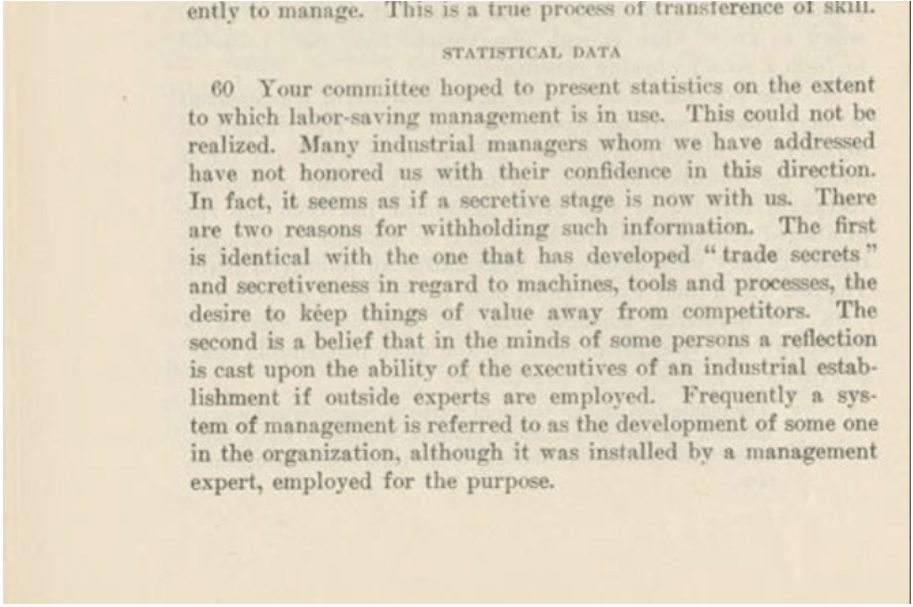 ently to manage. This is a true process of transference of skill.
STATISTICAL DATA
60 Your committee hoped to present statistics on the extent
to which labor-saving management is in use. This could not be
realized. Many industrial managers whom we have addressed
have not honored us with their confidence in this direction.
In fact, it seems as if a secretive stage is now with us. There
are two reasons for withholding such information. The first
is identical with the one that has developed “trade secrets”
and secretiveness in regard to machines, tools and processes, the
desire to keep things of value away from competitors. The
second is a belief that in the minds of some persons a reflection
is cast upon the ability of the executives of an industrial estab-
lishment if outside experts are employed. Frequently a sys-
tem of management is referred to as the development of some one
in the organization, although it was installed by a management
expert, employed for the purpose.